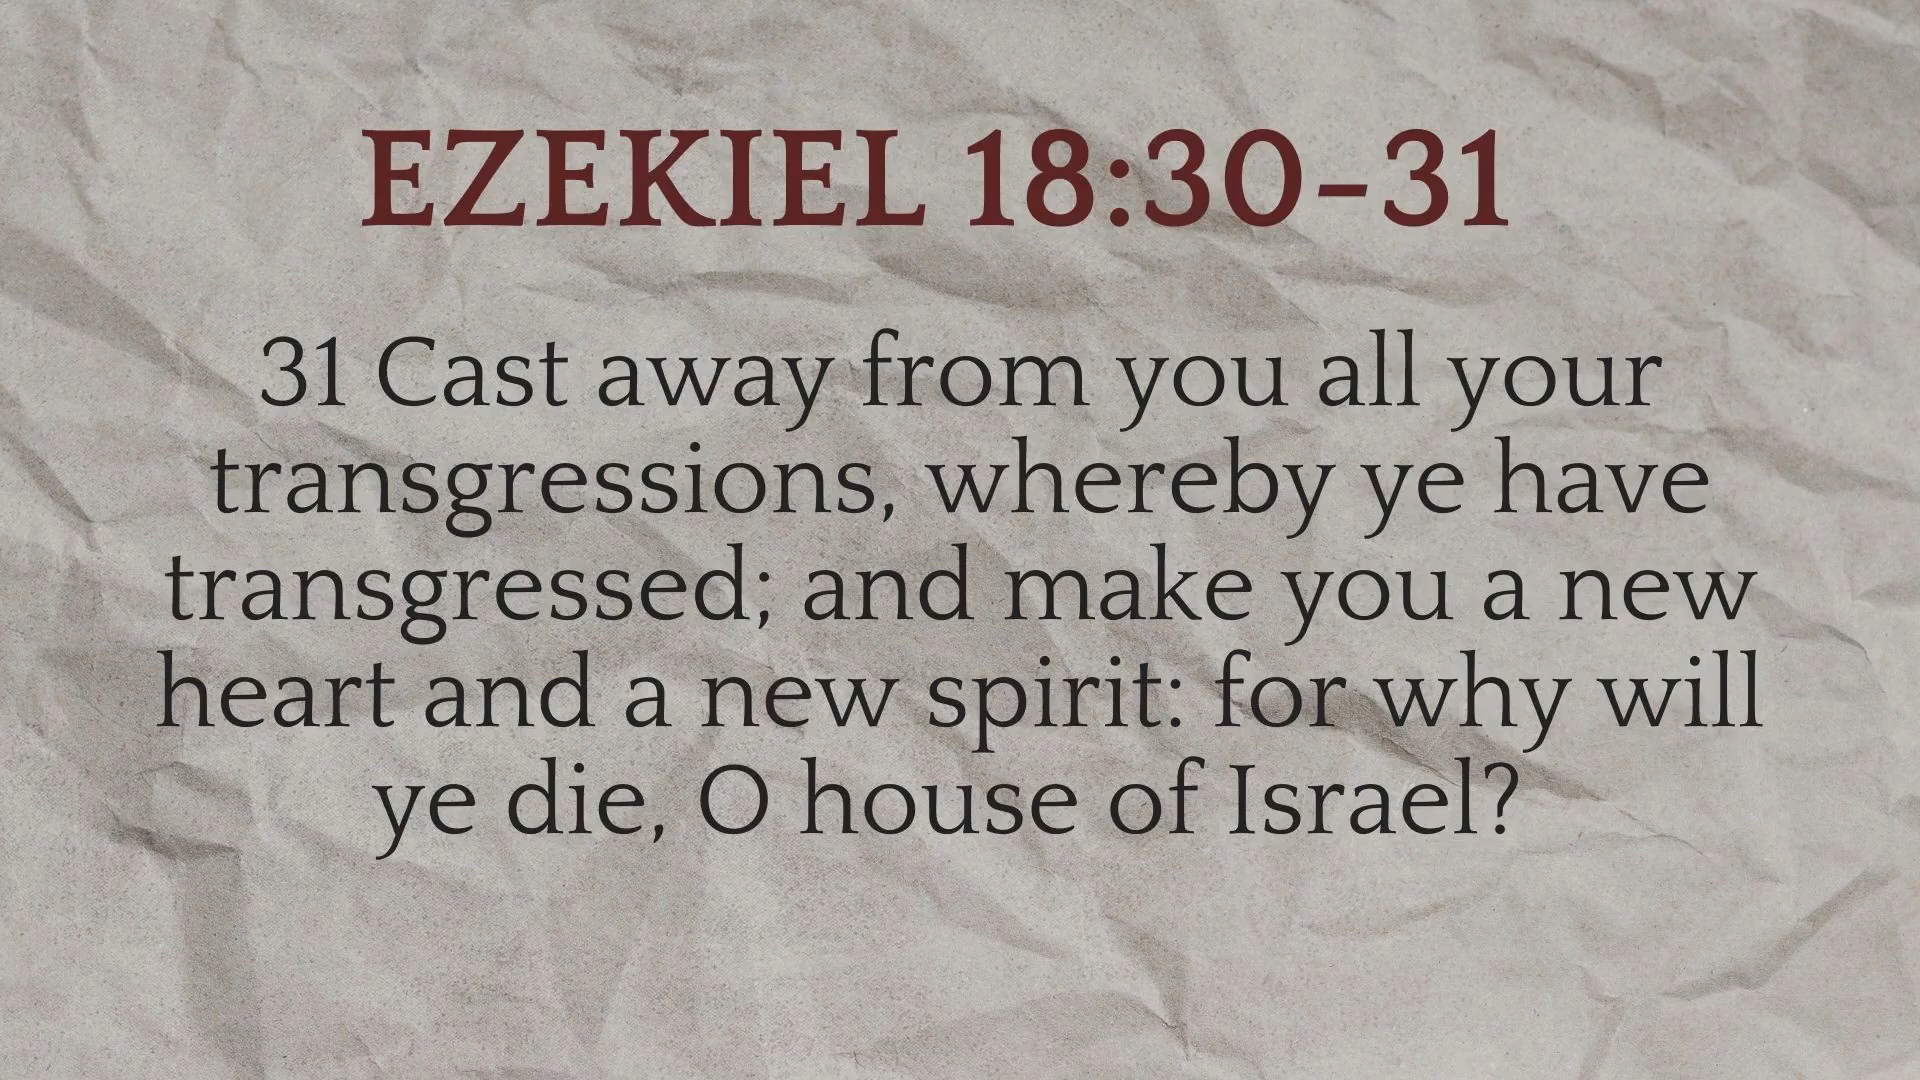 EZEKIEL 18:30-31
31 Cast away from you all your
transgressions, whereby ye have
transgressed; and make you a new
heart and a new spirit: for why will
ye die, O house of Israel?